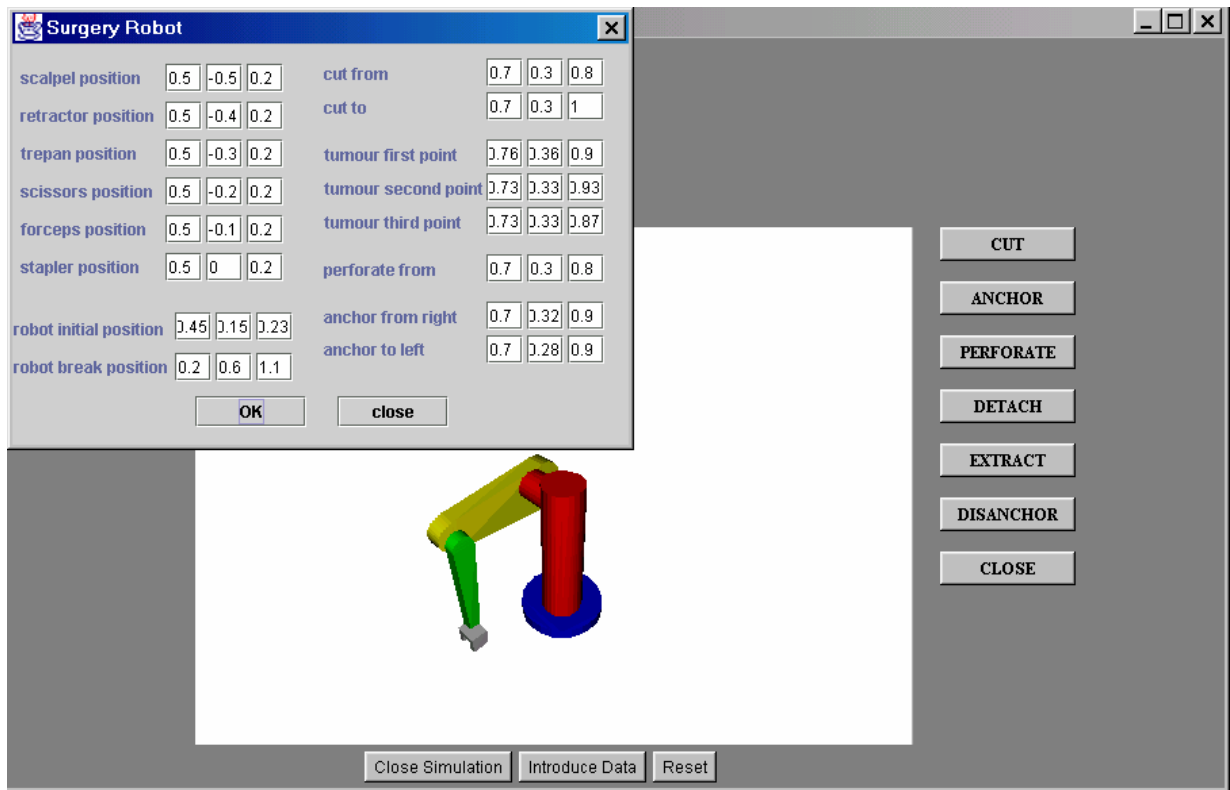 Surgery Robot
scalpel position 0.5 -0.5 0.2
retractor position 0.5 -0.4 0.2
trepan position 0.5 -0.3 0.2
scissors position 0.5 -0.2 0.2
forceps position 0.5 -0.1 0.2
stapler position 0.5 0 0.2
robot initial position 0.45 0.15 0.23
robot break position 0.2 0.6 1.1
cut from 0.7 0.3 0.8
cut to 0.7 0.3 1
tumour first point 0.76 0.36 0.9
tumour second point 0.73 0.33 0.93
tumour third point 0.73 0.33 0.87
perforate from 0.7 0.3 0.8
anchor from right 0.7 0.32 0.9
anchor to left 0.7 0.28 0.9
OK close
CUT
ANCHOR
PERFORATE
DETACH
EXTRACT
DISANCHOR
CLOSE
Close Simulation Introduce Data Reset